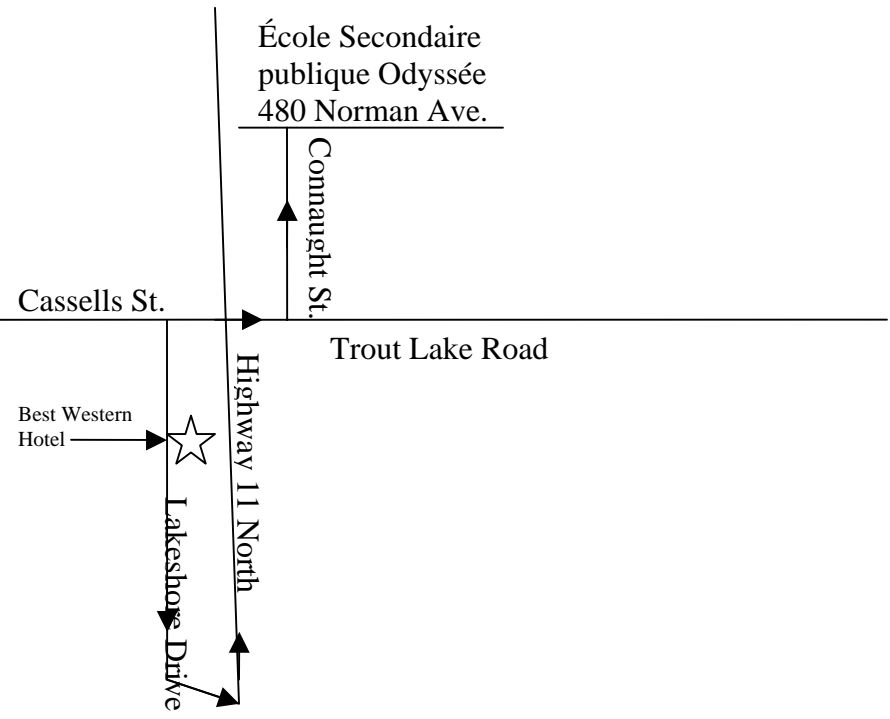 École Secondaire
publique Odyssée
480 Norman Ave.
Connaught St.
Cassells St.
Trout Lake Road
Highway 11 North
Best Western
Hotel
Lakeshore Drive